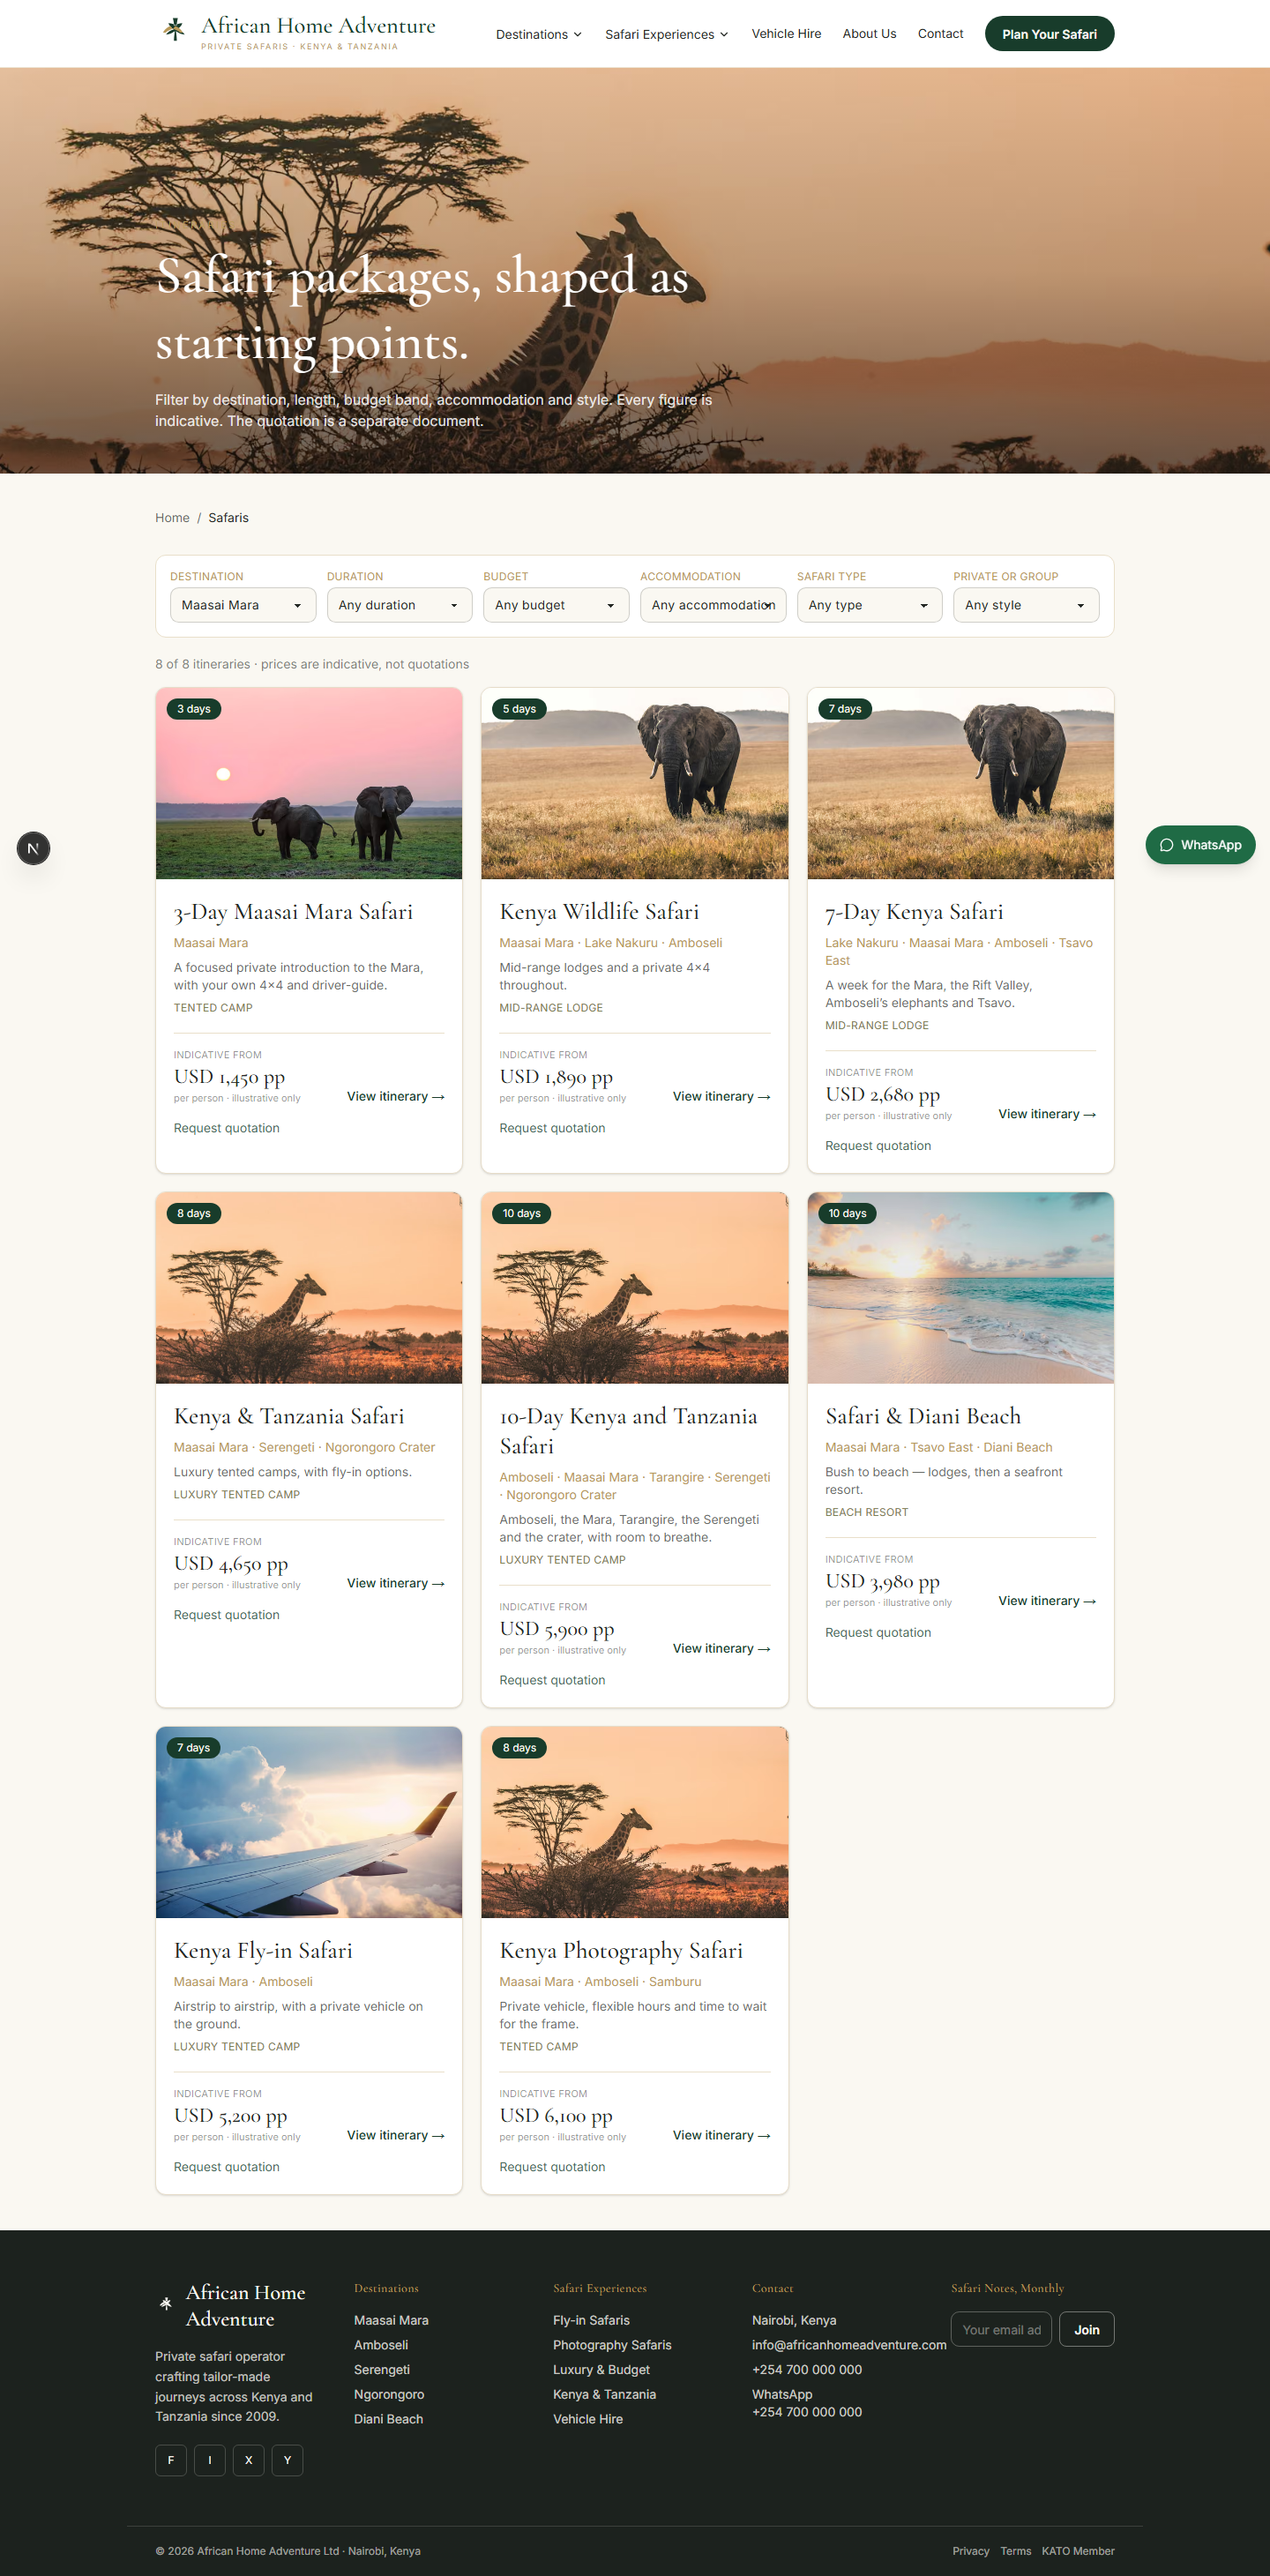 African Home Adventure
PRIVATE SAFARIS · KENYA & TANZANIA
Destinations
Safari Experiences
Vehicle Hire
About Us
Contact
Plan Your Safari
Safari packages, shaped as
starting points.
Filter by destination, length, budget band, accommodation and style. Every figure is
indicative. The quotation is a separate document.
Home / Safaris
DESTINATION
Maasai Mara
DURATION
Any duration
BUDGET
Any budget
ACCOMMODATION
Any accommodation
SAFARI TYPE
Any type
PRIVATE OR GROUP
Any style
8 of 8 itineraries · prices are indicative, not quotations
3 days
3-Day Maasai Mara Safari
Maasai Mara
A focused private introduction to the Mara,
with your own 4×4 and driver-guide.
TENTED CAMP
INDICATIVE FROM
USD 1,450 pp
per person · illustrative only
View itinerary →
Request quotation
5 days
Kenya Wildlife Safari
Maasai Mara · Lake Nakuru · Amboseli
Mid-range lodges and a private 4×4
throughout.
MID-RANGE LODGE
INDICATIVE FROM
USD 1,890 pp
per person · illustrative only
View itinerary →
Request quotation
7 days
7-Day Kenya Safari
Lake Nakuru · Maasai Mara · Amboseli · Tsavo
East
A week for the Mara, the Rift Valley,
Amboseli’s elephants and Tsavo.
MID-RANGE LODGE
INDICATIVE FROM
USD 2,680 pp
per person · illustrative only
View itinerary →
Request quotation
WhatsApp
8 days
Kenya & Tanzania Safari
Maasai Mara · Serengeti · Ngorongoro Crater
Luxury tented camps, with fly-in options.
LUXURY TENTED CAMP
INDICATIVE FROM
USD 4,650 pp
per person · illustrative only
View itinerary →
Request quotation
10 days
10-Day Kenya and Tanzania
Safari
Amboseli · Maasai Mara · Tarangire · Serengeti
· Ngorongoro Crater
Amboseli, the Mara, Tarangire, the Serengeti
and the crater, with room to breathe.
LUXURY TENTED CAMP
INDICATIVE FROM
USD 5,900 pp
per person · illustrative only
View itinerary →
Request quotation
10 days
Safari & Diani Beach
Maasai Mara · Tsavo East · Diani Beach
Bush to beach — lodges, then a seafront
resort.
BEACH RESORT
INDICATIVE FROM
USD 3,980 pp
per person · illustrative only
View itinerary →
Request quotation
7 days
Kenya Fly-in Safari
Maasai Mara · Amboseli
Airstrip to airstrip, with a private vehicle on
the ground.
LUXURY TENTED CAMP
INDICATIVE FROM
USD 5,200 pp
per person · illustrative only
View itinerary →
Request quotation
8 days
Kenya Photography Safari
Maasai Mara · Amboseli · Samburu
Private vehicle, flexible hours and time to wait
for the frame.
TENTED CAMP
INDICATIVE FROM
USD 6,100 pp
per person · illustrative only
View itinerary →
Request quotation
African Home
Adventure
Private safari operator
crafting tailor-made
journeys across Kenya and
Tanzania since 2009.
F I X Y
Destinations
Maasai Mara
Amboseli
Serengeti
Ngorongoro
Diani Beach
Safari Experiences
Fly-in Safaris
Photography Safaris
Luxury & Budget
Kenya & Tanzania
Vehicle Hire
Contact
Nairobi, Kenya
info@africanhomeadventure.com
+254 700 000 000
WhatsApp
+254 700 000 000
Safari Notes, Monthly
Your email ad
Join
© 2026 African Home Adventure Ltd · Nairobi, Kenya
Privacy
Terms
KATO Member